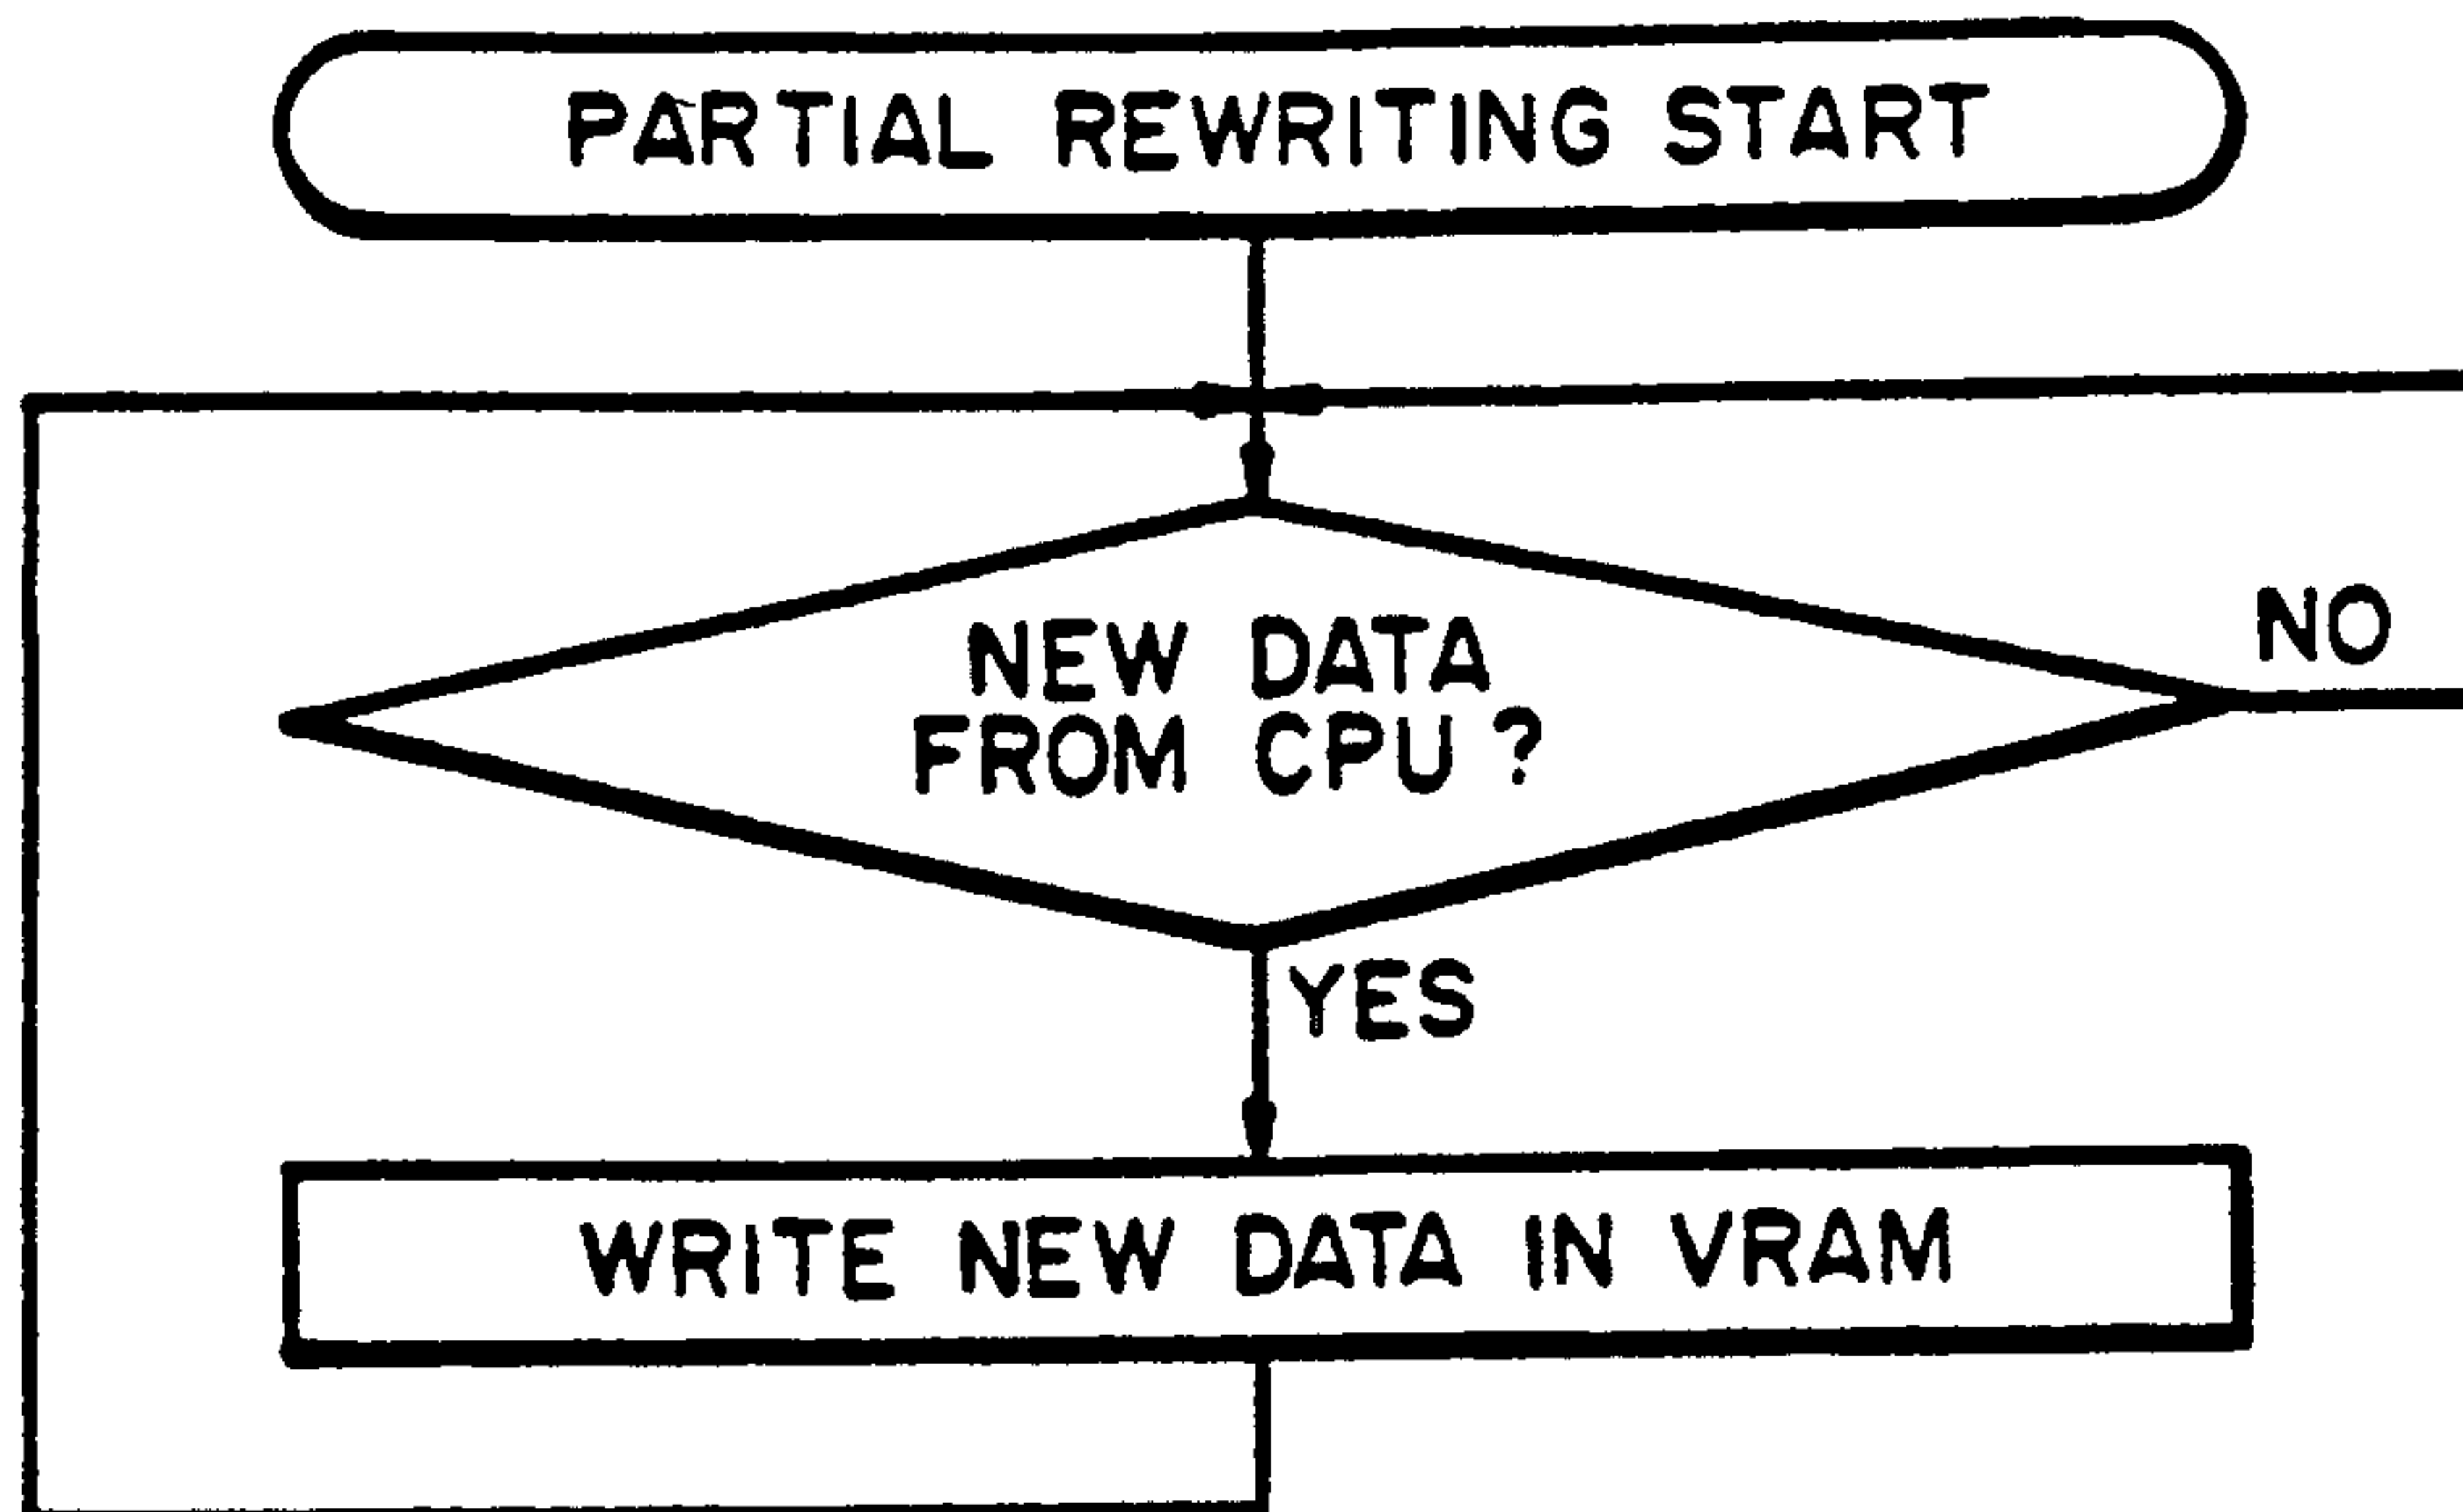 PARTIAL REWRITING START
NEW DATA
FROM CPU ?
NO
YES
WRITE NEW DATA IN VRAM